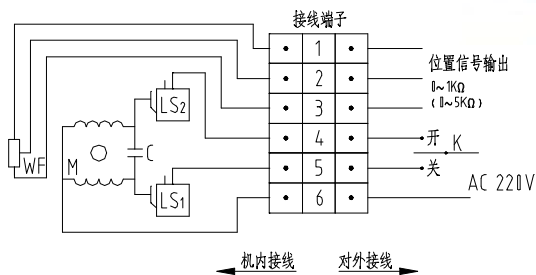 接线端子
1
2
3
4
5
6
位置信号输出
0~1KΩ
(0~5KΩ)
开
K
关
AC 220V
LS2
LS1
C
M
WF
机内接线
对外接线